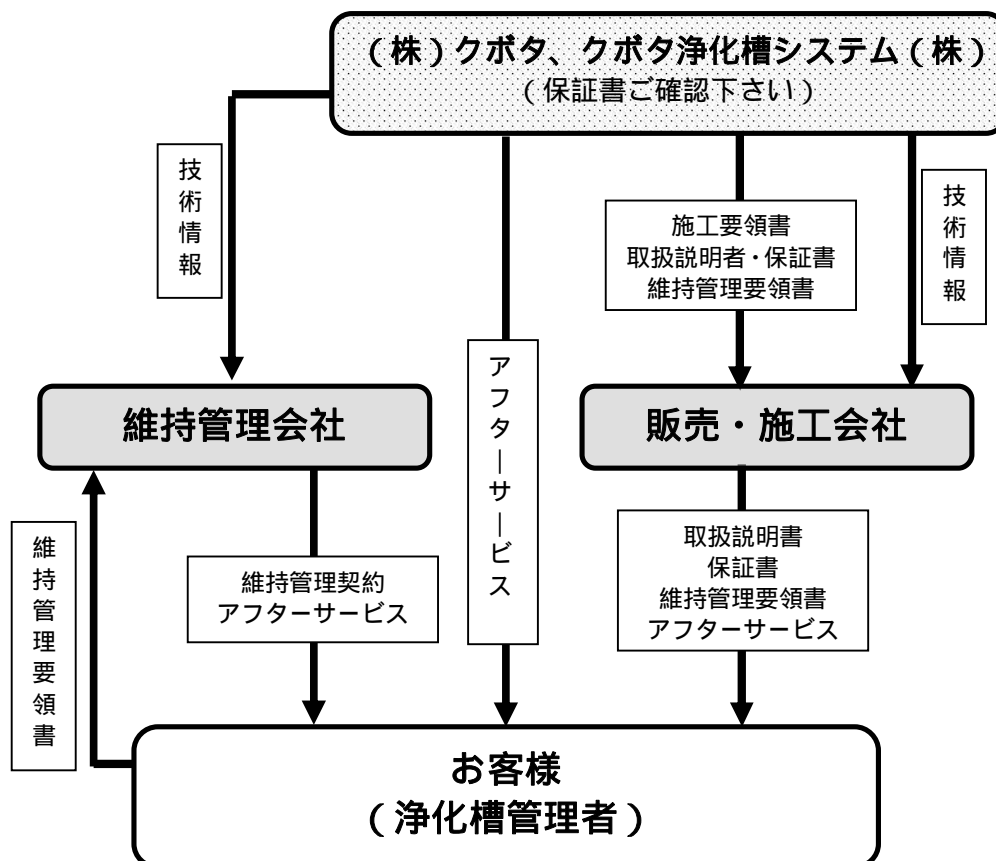 （株）クボタ、クボタ浄化槽システム（株）
（保証書ご確認下さい）
技術情報
施工要領書
取扱説明者・保証書
維持管理要領書
技術情報
アフターサービス
維持管理会社
販売・施工会社
維持管理要領書
維持管理契約
アフターサービス
取扱説明書
保証書
維持管理要領書
アフターサービス
お客様
（浄化槽管理者）